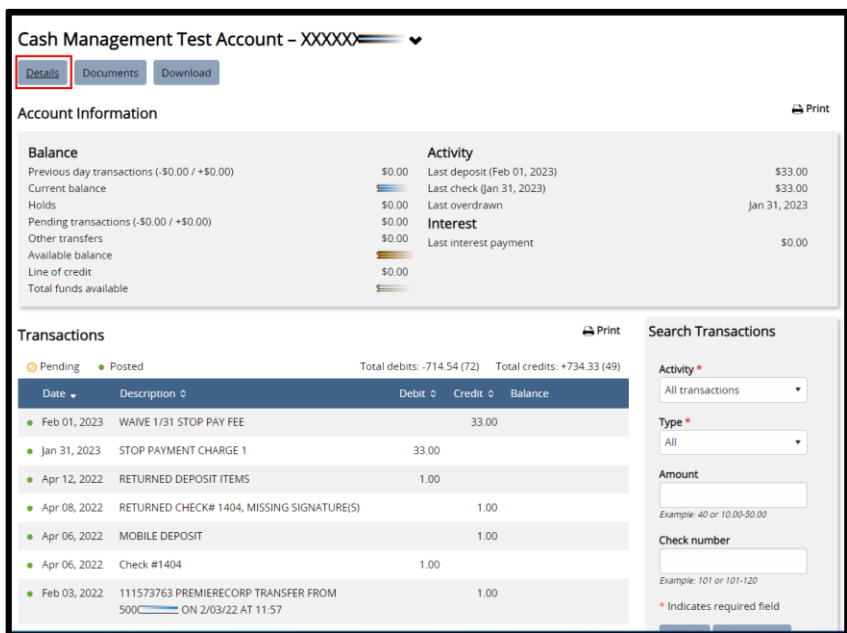 Cash Management Test Account – XXXXXX
Details Documents Download
Account Information
Print
Balance
Previous day transactions (-$0.00 / +$0.00) $0.00
Current balance
Holds $0.00
Pending transactions (-$0.00 / +$0.00) $0.00
Other transfers $0.00
Available balance
Line of credit $0.00
Total funds available
Activity
Last deposit (Feb 01, 2023) $33.00
Last check (Jan 31, 2023) $33.00
Last overdrawn Jan 31, 2023
Interest
Last interest payment $0.00
Transactions
Print
Pending Posted Total debits: -714.54 (72) Total credits: +734.33 (49)
Date Description Debit Credit Balance
Feb 01, 2023 WAIVE 1/31 STOP PAY FEE 33.00
Jan 31, 2023 STOP PAYMENT CHARGE 1 33.00
Apr 12, 2022 RETURNED DEPOSIT ITEMS 1.00
Apr 08, 2022 RETURNED CHECK# 1404, MISSING SIGNATURE(S) 1.00
Apr 06, 2022 MOBILE DEPOSIT 1.00
Apr 06, 2022 Check #1404 1.00
Feb 03, 2022 111573763 PREMIERECORP TRANSFER FROM 1.00
500 ON 2/03/22 AT 11:57
Search Transactions
Activity *
All transactions
Type *
All
Amount
Example: 40 or 10.00-50.00
Check number
Example: 101 or 101-120
* Indicates required field